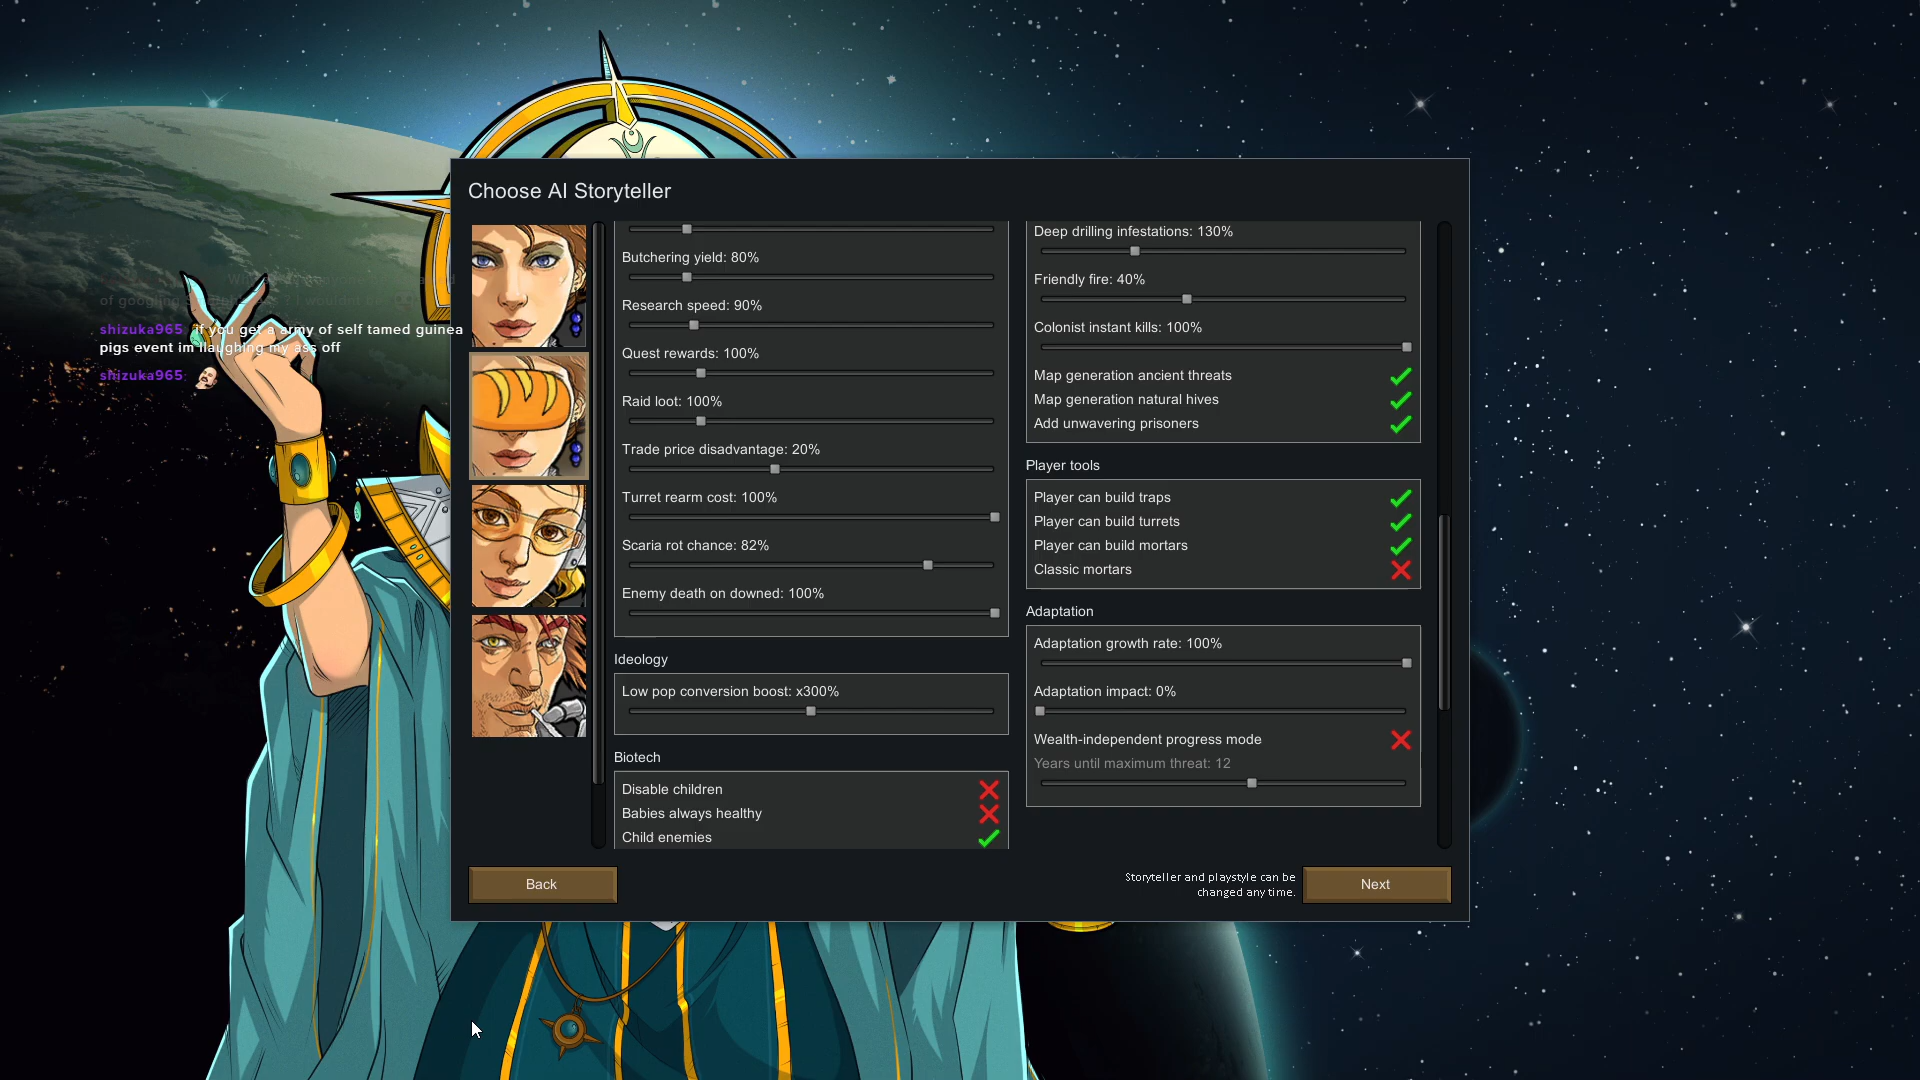 Choose AI Storyteller
of googling
? I wouldnt
shizuka965: if you get a army of self tamed guinea
pigs event im llaughing my ass off
shizuka965:
Butchering yield: 80%
Research speed: 90%
Quest rewards: 100%
Raid loot: 100%
Trade price disadvantage: 20%
Turret rearm cost: 100%
Scaria rot chance: 82%
Enemy death on downed: 100%
Ideology
Low pop conversion boost: x300%
Biotech
Disable children
Babies always healthy
Child enemies
Deep drilling infestations: 130%
Friendly fire: 40%
Colonist instant kills: 100%
Map generation ancient threats
Map generation natural hives
Add unwavering prisoners
Player tools
Player can build traps
Player can build turrets
Player can build mortars
Classic mortars
Adaptation
Adaptation growth rate: 100%
Adaptation impact: 0%
Wealth-independent progress mode
Years until maximum threat: 12
Back
Storyteller and playstyle can be
changed any time.
Next